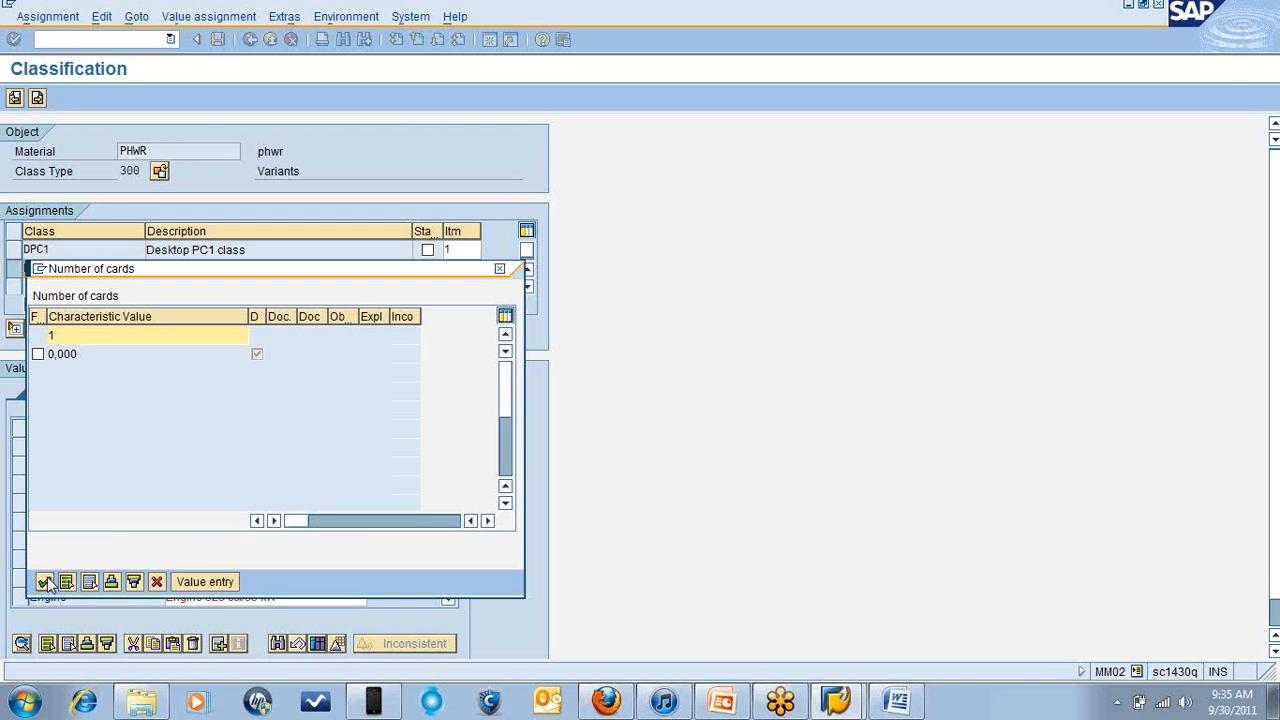 Assignment Edit Goto Value assignment Extras Environment System Help
SAP
Classification
Object
Material PHWR phwr
Class Type 300 Variants
Assignments
Class Description Sta... Itm
DPC1 Desktop PC1 class 1
Number of cards
Number of cards
F... Characteristic Value D Doc. Doc Ob... Expl Inco
1
0,000
Valu
Value entry
Inconsistent
MM02 sc1430q INS
9:35 AM
9/30/2011